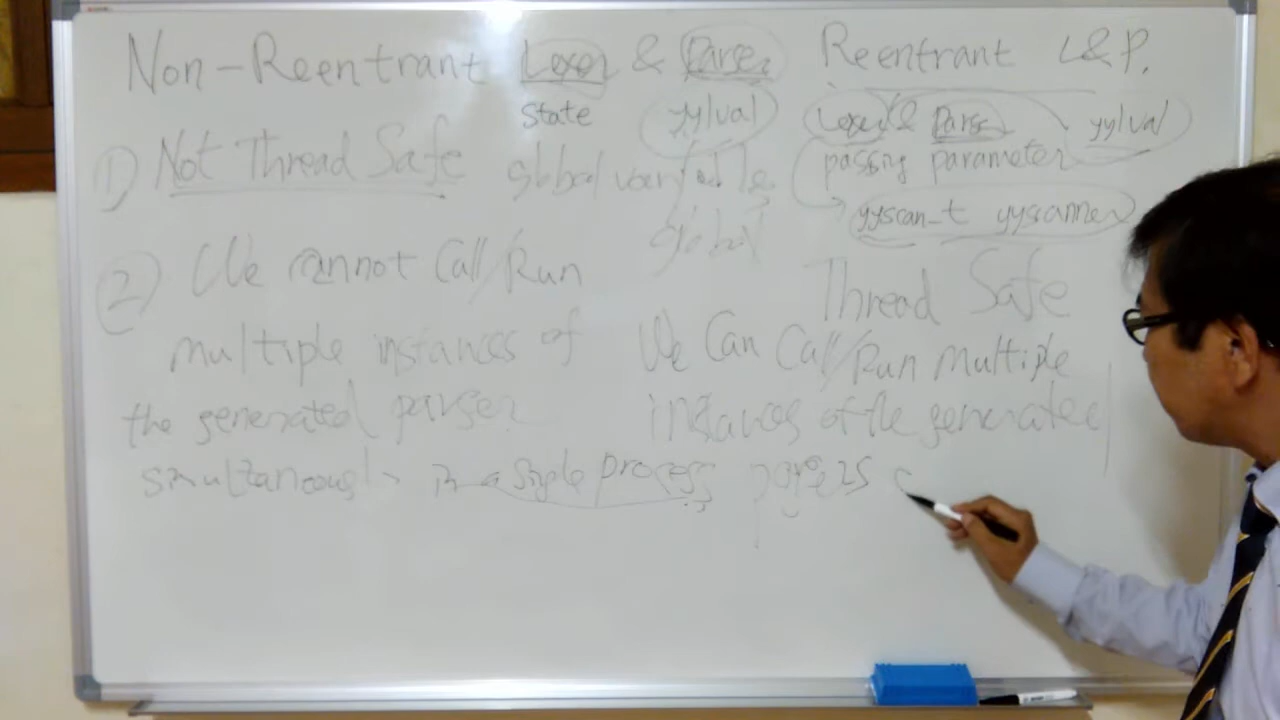 Non-Reentrant Lexer & Parser
state yylval
1) Not Thread Safe global variable
global
2) We cannot Call/Run
multiple instances of
the generated parser
simultaneously in a single process
Reentrant L&P.
Lexer & Parse yylval
passing parameter
yyscan_t yyscanner
Thread Safe
We Can Call/Run Multiple
instances of the generated
parsers